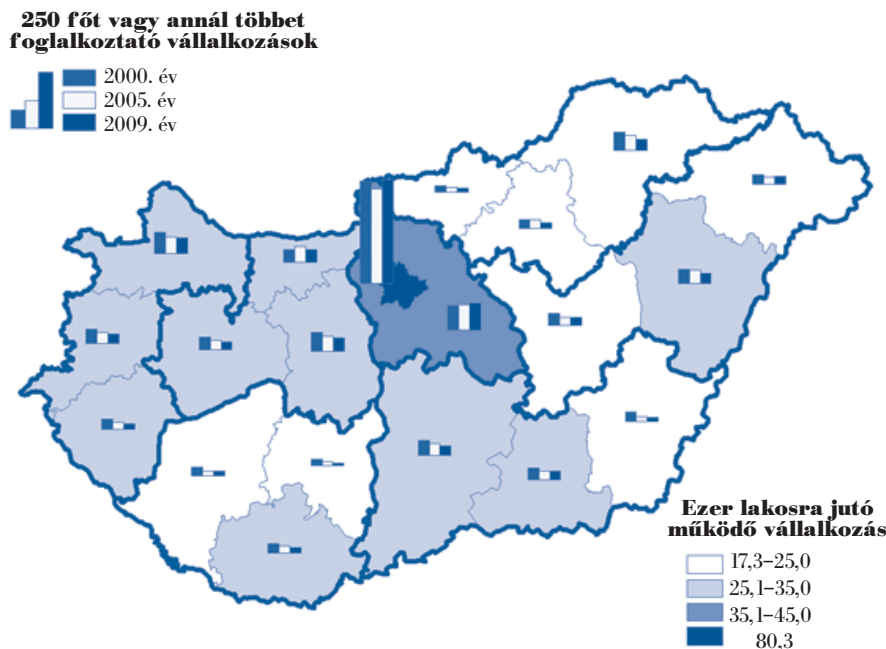 250 főt vagy annál többet
foglalkoztató vállalkozások
2000. év
2005. év
2009. év
Ezer lakosra jutó
működő vállalkozás
17,3–25,0
25,1–35,0
35,1–45,0
80,3